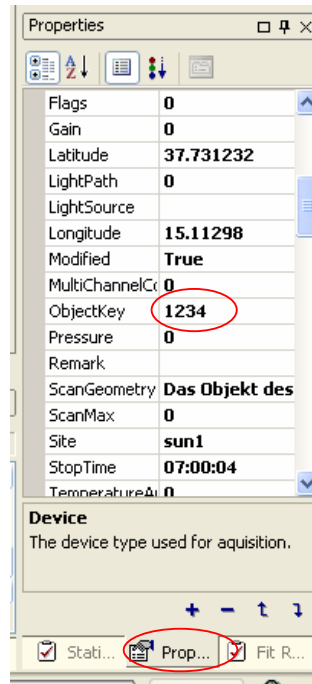 Properties
Flags 0
Gain 0
Latitude 37.731232
LightPath 0
LightSource
Longitude 15.11298
Modified True
MultiChannelCo 0
ObjectKey 1234
Pressure 0
Remark
ScanGeometry Das Objekt des
ScanMax 0
Site sun1
StopTime 07:00:04
TemperatureAu 0
Device
The device type used for aquisition.
Stati... Prop... Fit R...